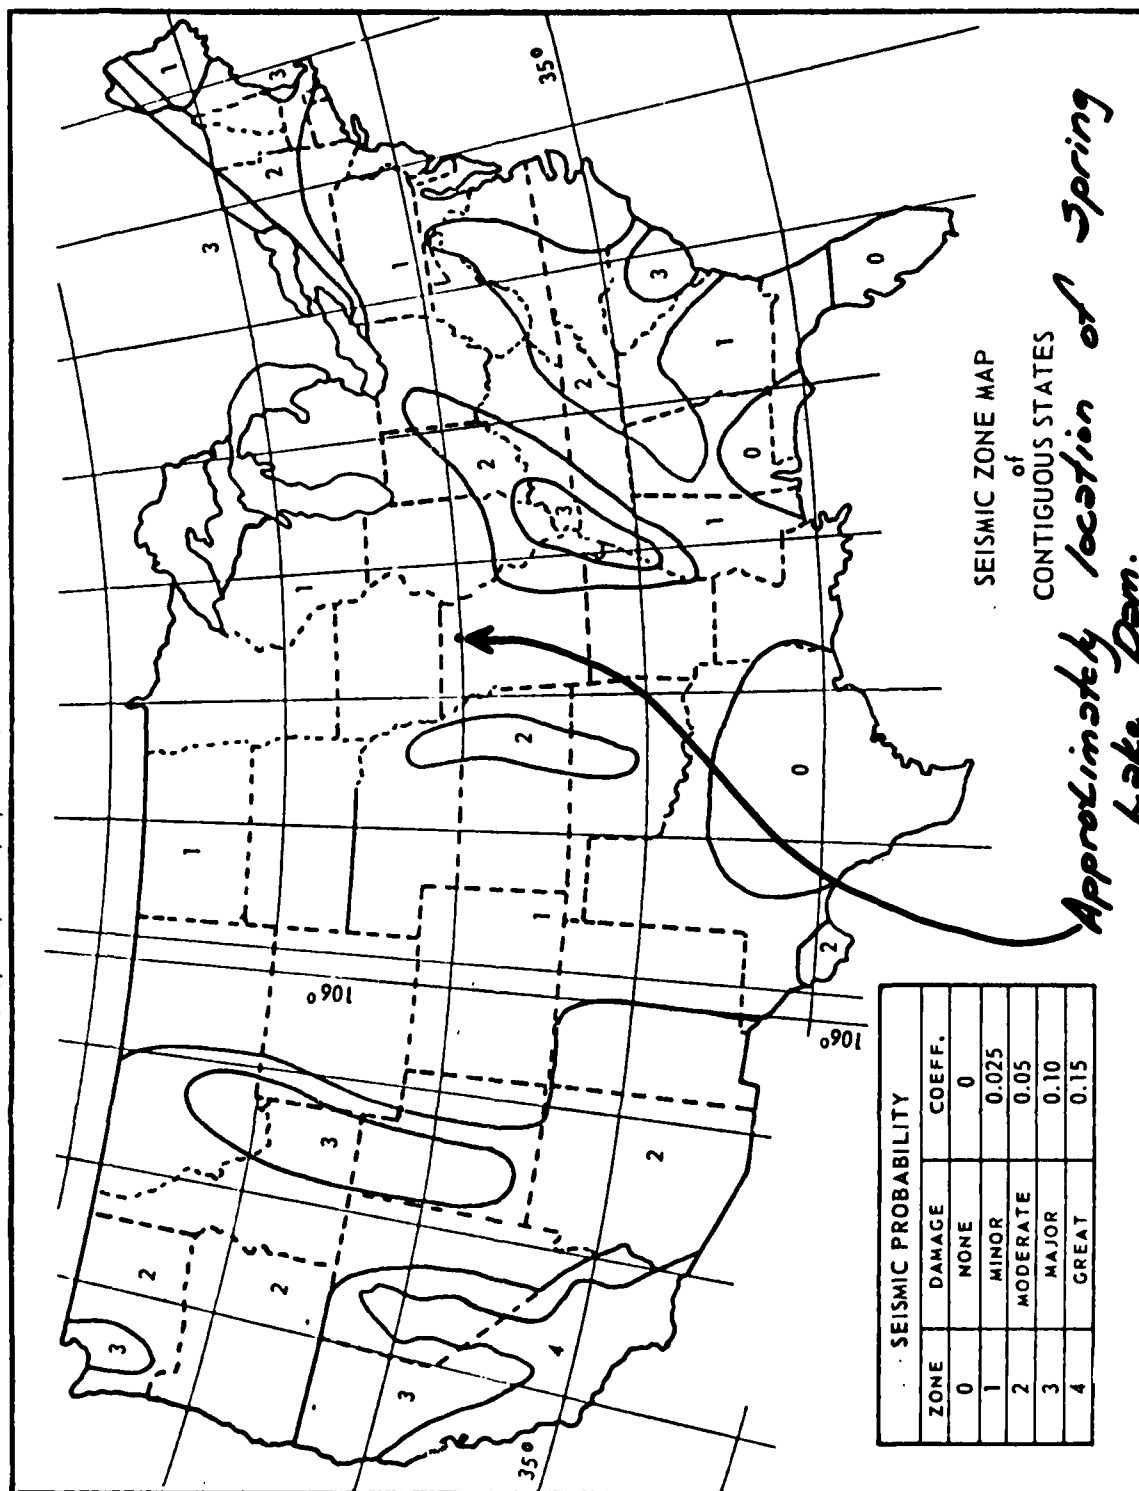 SEISMIC ZONE MAP
of
CONTIGUOUS STATES
Approximately location of Spring
Lake Dam.
SEISMIC PROBABILITY
ZONE DAMAGE COEFF.
0 NONE 0
1 MINOR 0.025
2 MODERATE 0.05
3 MAJOR 0.10
4 GREAT 0.15
106°
106°
35°
35°
3
2
2
3
4
3
2
1
1
2
2
0
1
2
3
1
0
1
2
1
3
0
1
2
3
3
1